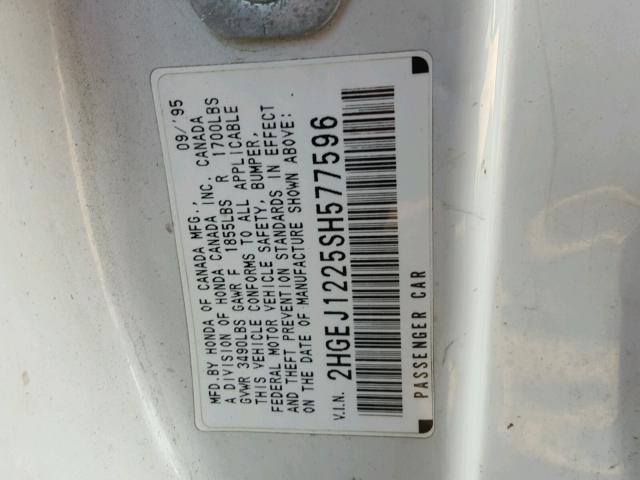 MFD.BY HONDA OF CANADA MFG., 09/'95
A DIVISION OF HONDA CANADA INC. CANADA
GVWR 3490LBS GAWR F 1855LBS R 1700LBS
THIS VEHICLE CONFORMS TO ALL APPLICABLE
FEDERAL MOTOR VEHICLE SAFETY, BUMPER,
AND THEFT PREVENTION STANDARDS IN EFFECT
ON THE DATE OF MANUFACTURE SHOWN ABOVE:
V.I.N. 2HGEJ1225SH577596
PASSENGER CAR